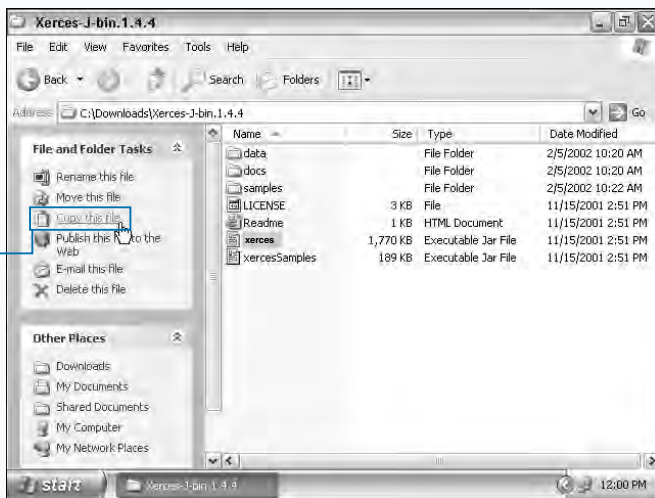 Xerces-J-bin.1.4.4
File Edit View Favorites Tools Help
Back Search Folders
Address C:\Downloads\Xerces-J-bin.1.4.4 Go
File and Folder Tasks
Rename this file
Move this file
Copy this file
Publish this file to the
Web
E-mail this file
Delete this file
Other Places
Downloads
My Documents
Shared Documents
My Computer
My Network Places
Name Size Type Date Modified
data File Folder 2/5/2002 10:20 AM
docs File Folder 2/5/2002 10:20 AM
samples File Folder 2/5/2002 10:22 AM
LICENSE 3 KB File 11/15/2001 2:51 PM
Readme 1 KB HTML Document 11/15/2001 2:51 PM
xerces 1,770 KB Executable Jar File 11/15/2001 2:51 PM
xercesSamples 189 KB Executable Jar File 11/15/2001 2:51 PM
start Xerces-J-bin.1.4.4 12:00 PM